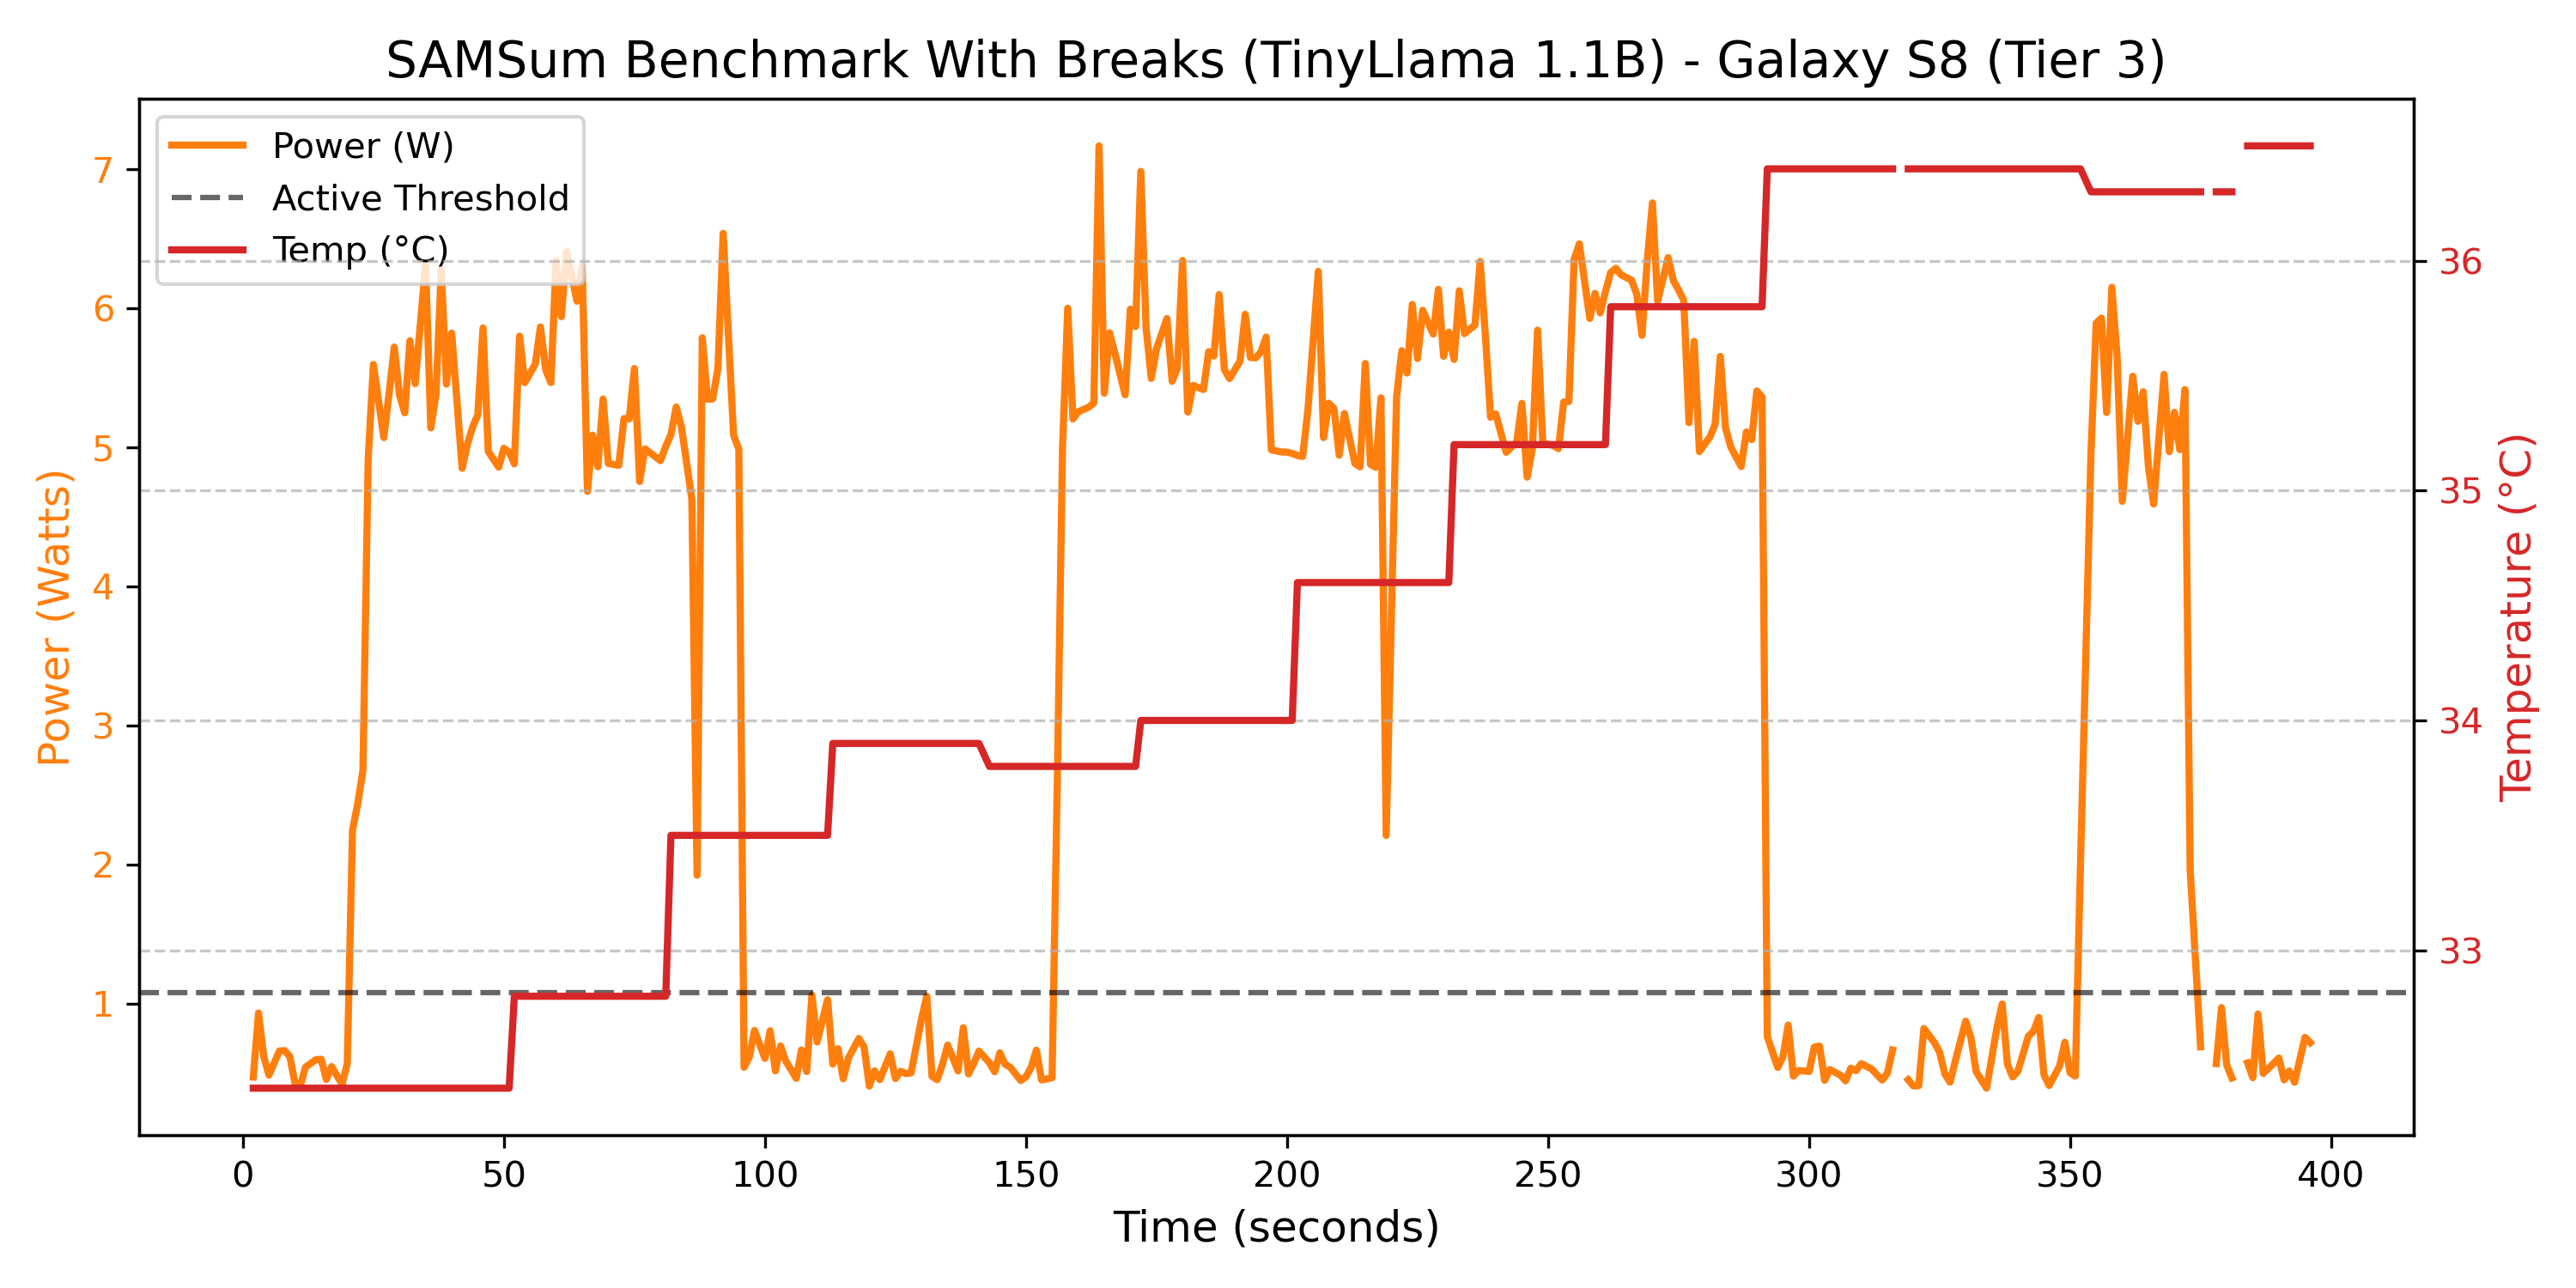 SAMSum Benchmark With Breaks (TinyLlama 1.1B) - Galaxy S8 (Tier 3)
Power (W)
Active Threshold
Temp (°C)
7
6
5
4
3
2
1
Power (Watts)
36
35
34
33
Temperature (°C)
0 50 100 150 200 250 300 350 400
Time (seconds)